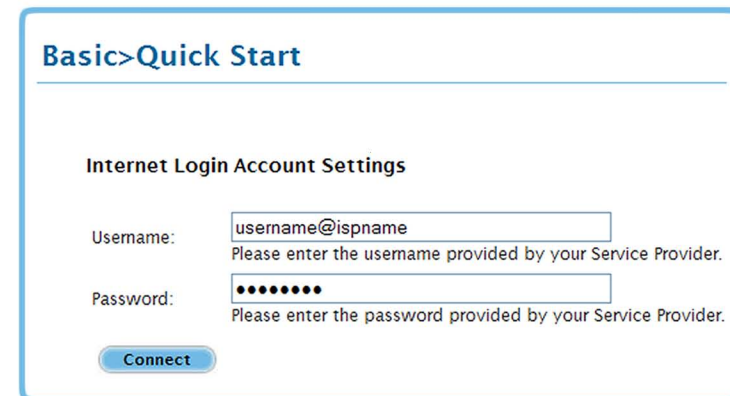 Basic>Quick Start
Internet Login Account Settings
Username:
username@ispname
Please enter the username provided by your Service Provider.
Password:
●●●●●●●●
Please enter the password provided by your Service Provider.
Connect